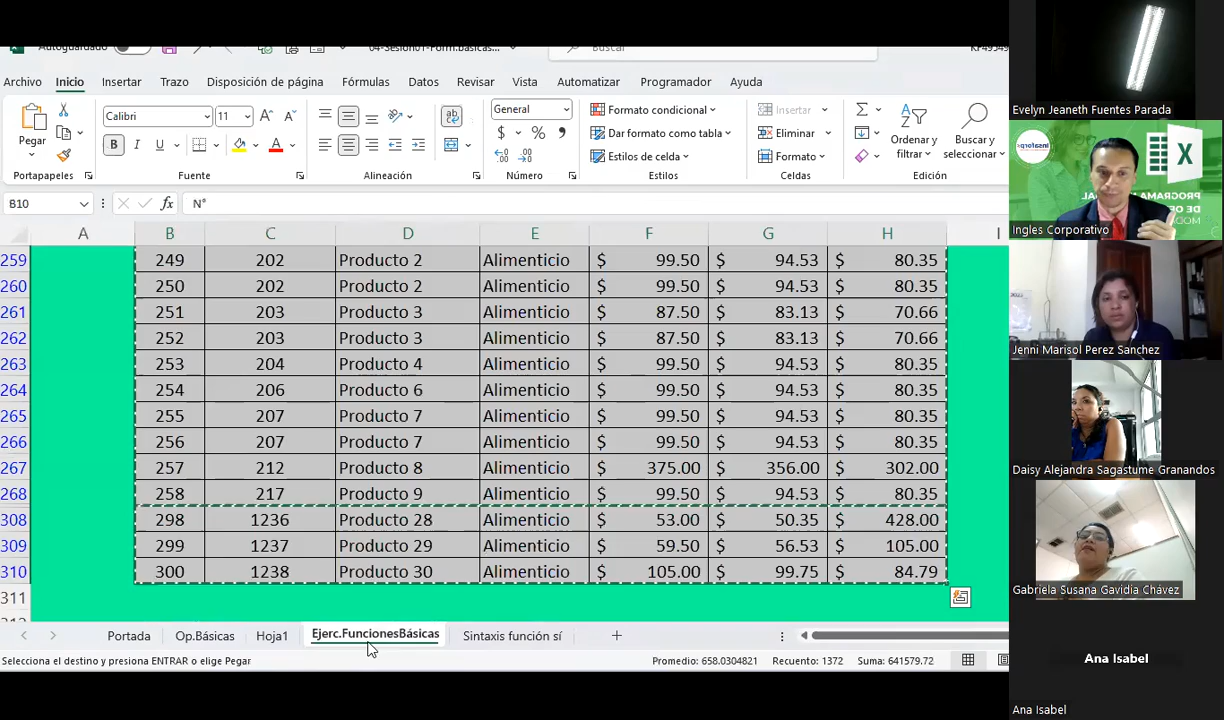 Autoguardado 04-Sesion01-Form.básicas... Buscar
Archivo Inicio Insertar Trazo Disposición de página Fórmulas Datos Revisar Vista Automatizar Programador Ayuda
Pegar Calibri 11 General Formato condicional Insertar
$ % Dar formato como tabla Eliminar Ordenar y filtrar Buscar y seleccionar
N K S A Estilos de celda Formato
Portapapeles Fuente Alineación Número Estilos Celdas Edición
B10 fx N°
A B C D E F G H I
259 249 202 Producto 2 Alimenticio $ 99.50 $ 94.53 $ 80.35
260 250 202 Producto 2 Alimenticio $ 99.50 $ 94.53 $ 80.35
261 251 203 Producto 3 Alimenticio $ 87.50 $ 83.13 $ 70.66
262 252 203 Producto 3 Alimenticio $ 87.50 $ 83.13 $ 70.66
263 253 204 Producto 4 Alimenticio $ 99.50 $ 94.53 $ 80.35
264 254 206 Producto 6 Alimenticio $ 99.50 $ 94.53 $ 80.35
265 255 207 Producto 7 Alimenticio $ 99.50 $ 94.53 $ 80.35
266 256 207 Producto 7 Alimenticio $ 99.50 $ 94.53 $ 80.35
267 257 212 Producto 8 Alimenticio $ 375.00 $ 356.00 $ 302.00
268 258 217 Producto 9 Alimenticio $ 99.50 $ 94.53 $ 80.35
308 298 1236 Producto 28 Alimenticio $ 53.00 $ 50.35 $ 428.00
309 299 1237 Producto 29 Alimenticio $ 59.50 $ 56.53 $ 105.00
310 300 1238 Producto 30 Alimenticio $ 105.00 $ 99.75 $ 84.79
311
Portada Op.Básicas Hoja1 Ejerc.FuncionesBásicas Sintaxis función sí
Selecciona el destino y presiona ENTRAR o elige Pegar Promedio: 658.0304821 Recuento: 1372 Suma: 641579.72
Evelyn Jeaneth Fuentes Parada
Insaforp
Ingles Corporativo
Jenni Marisol Perez Sanchez
Daisy Alejandra Sagastume Granandos
Gabriela Susana Gavidia Chávez
Ana Isabel
Ana Isabel